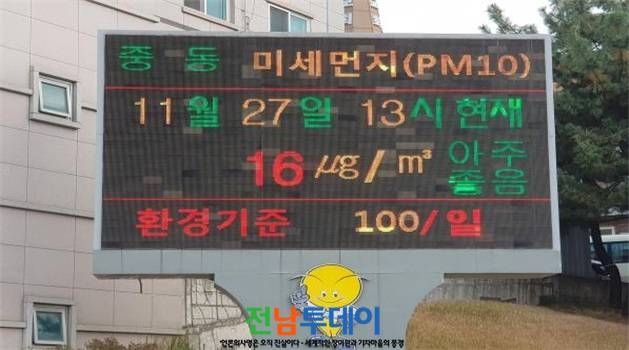 중동 미세먼지(PM10)
11월 27일 13시 현재
16 ㎍/㎥ 아주 좋음
환경기준 100/일
전남투데이